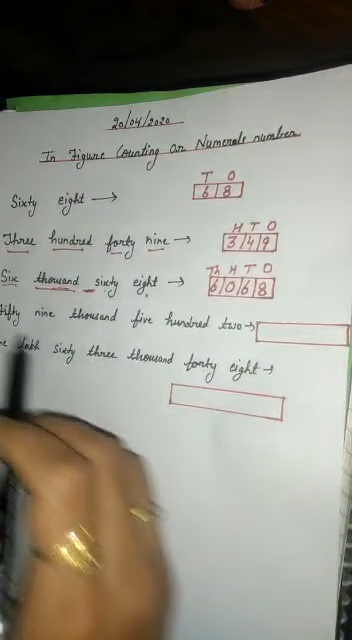 20/04/2020
In Figure Counting or Numerals number
T O
Sixty eight → 6 8
H T O
Three hundred forty nine → 3 4 9
Th H T O
Six thousand sixty eight → 6 0 6 8
fifty nine thousand five hundred two →
lakh sixty three thousand forty eight →